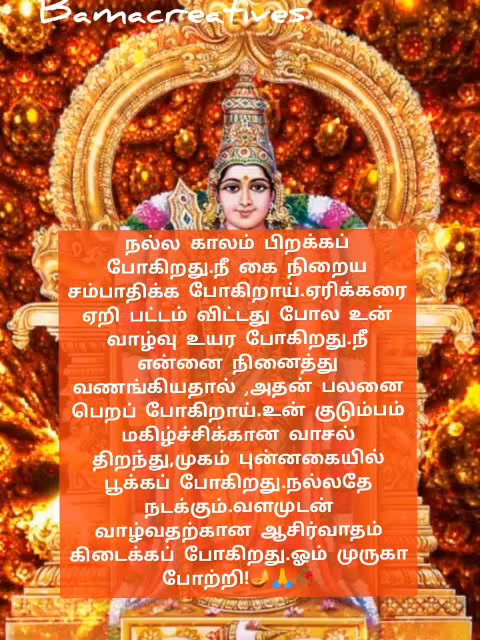 Bamacreatives
நல்ல காலம் பிறக்கப்
போகிறது.நீ கை நிறைய
சம்பாதிக்க போகிறாய்.ஏரிக்கரை
ஏறி பட்டம் விட்டது போல உன்
வாழ்வு உயர போகிறது.நீ
என்னை நினைத்து
வணங்கியதால் ,அதன் பலனை
பெறப் போகிறாய்.உன் குடும்பம்
மகிழ்ச்சிக்கான வாசல்
திறந்து,முகம் புன்னகையில்
பூக்கப் போகிறது.நல்லதே
நடக்கும்.வளமுடன்
வாழ்வதற்கான ஆசிர்வாதம்
கிடைக்கப் போகிறது.ஓம் முருகா
போற்றி!🪔🙏🥀